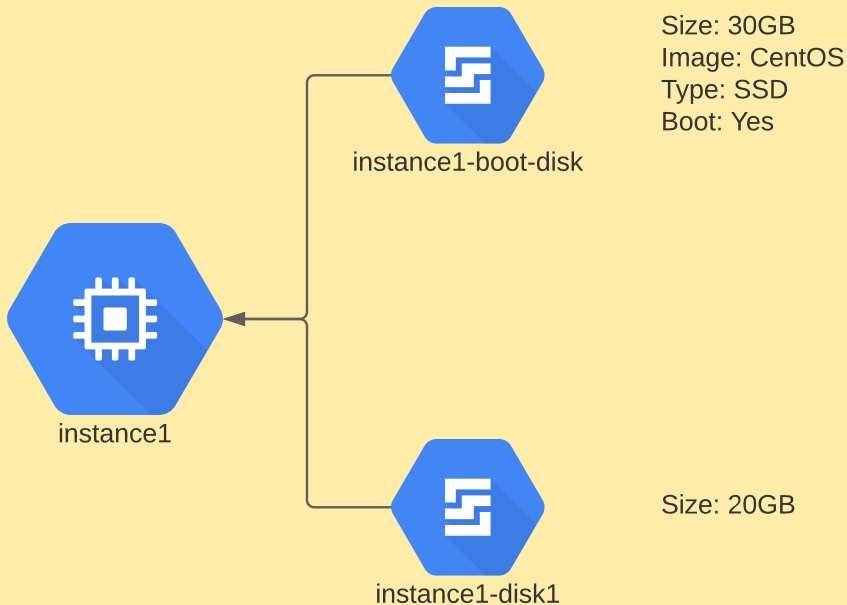 Size: 30GB
Image: CentOS
Type: SSD
Boot: Yes
instance1-boot-disk
instance1
Size: 20GB
instance1-disk1